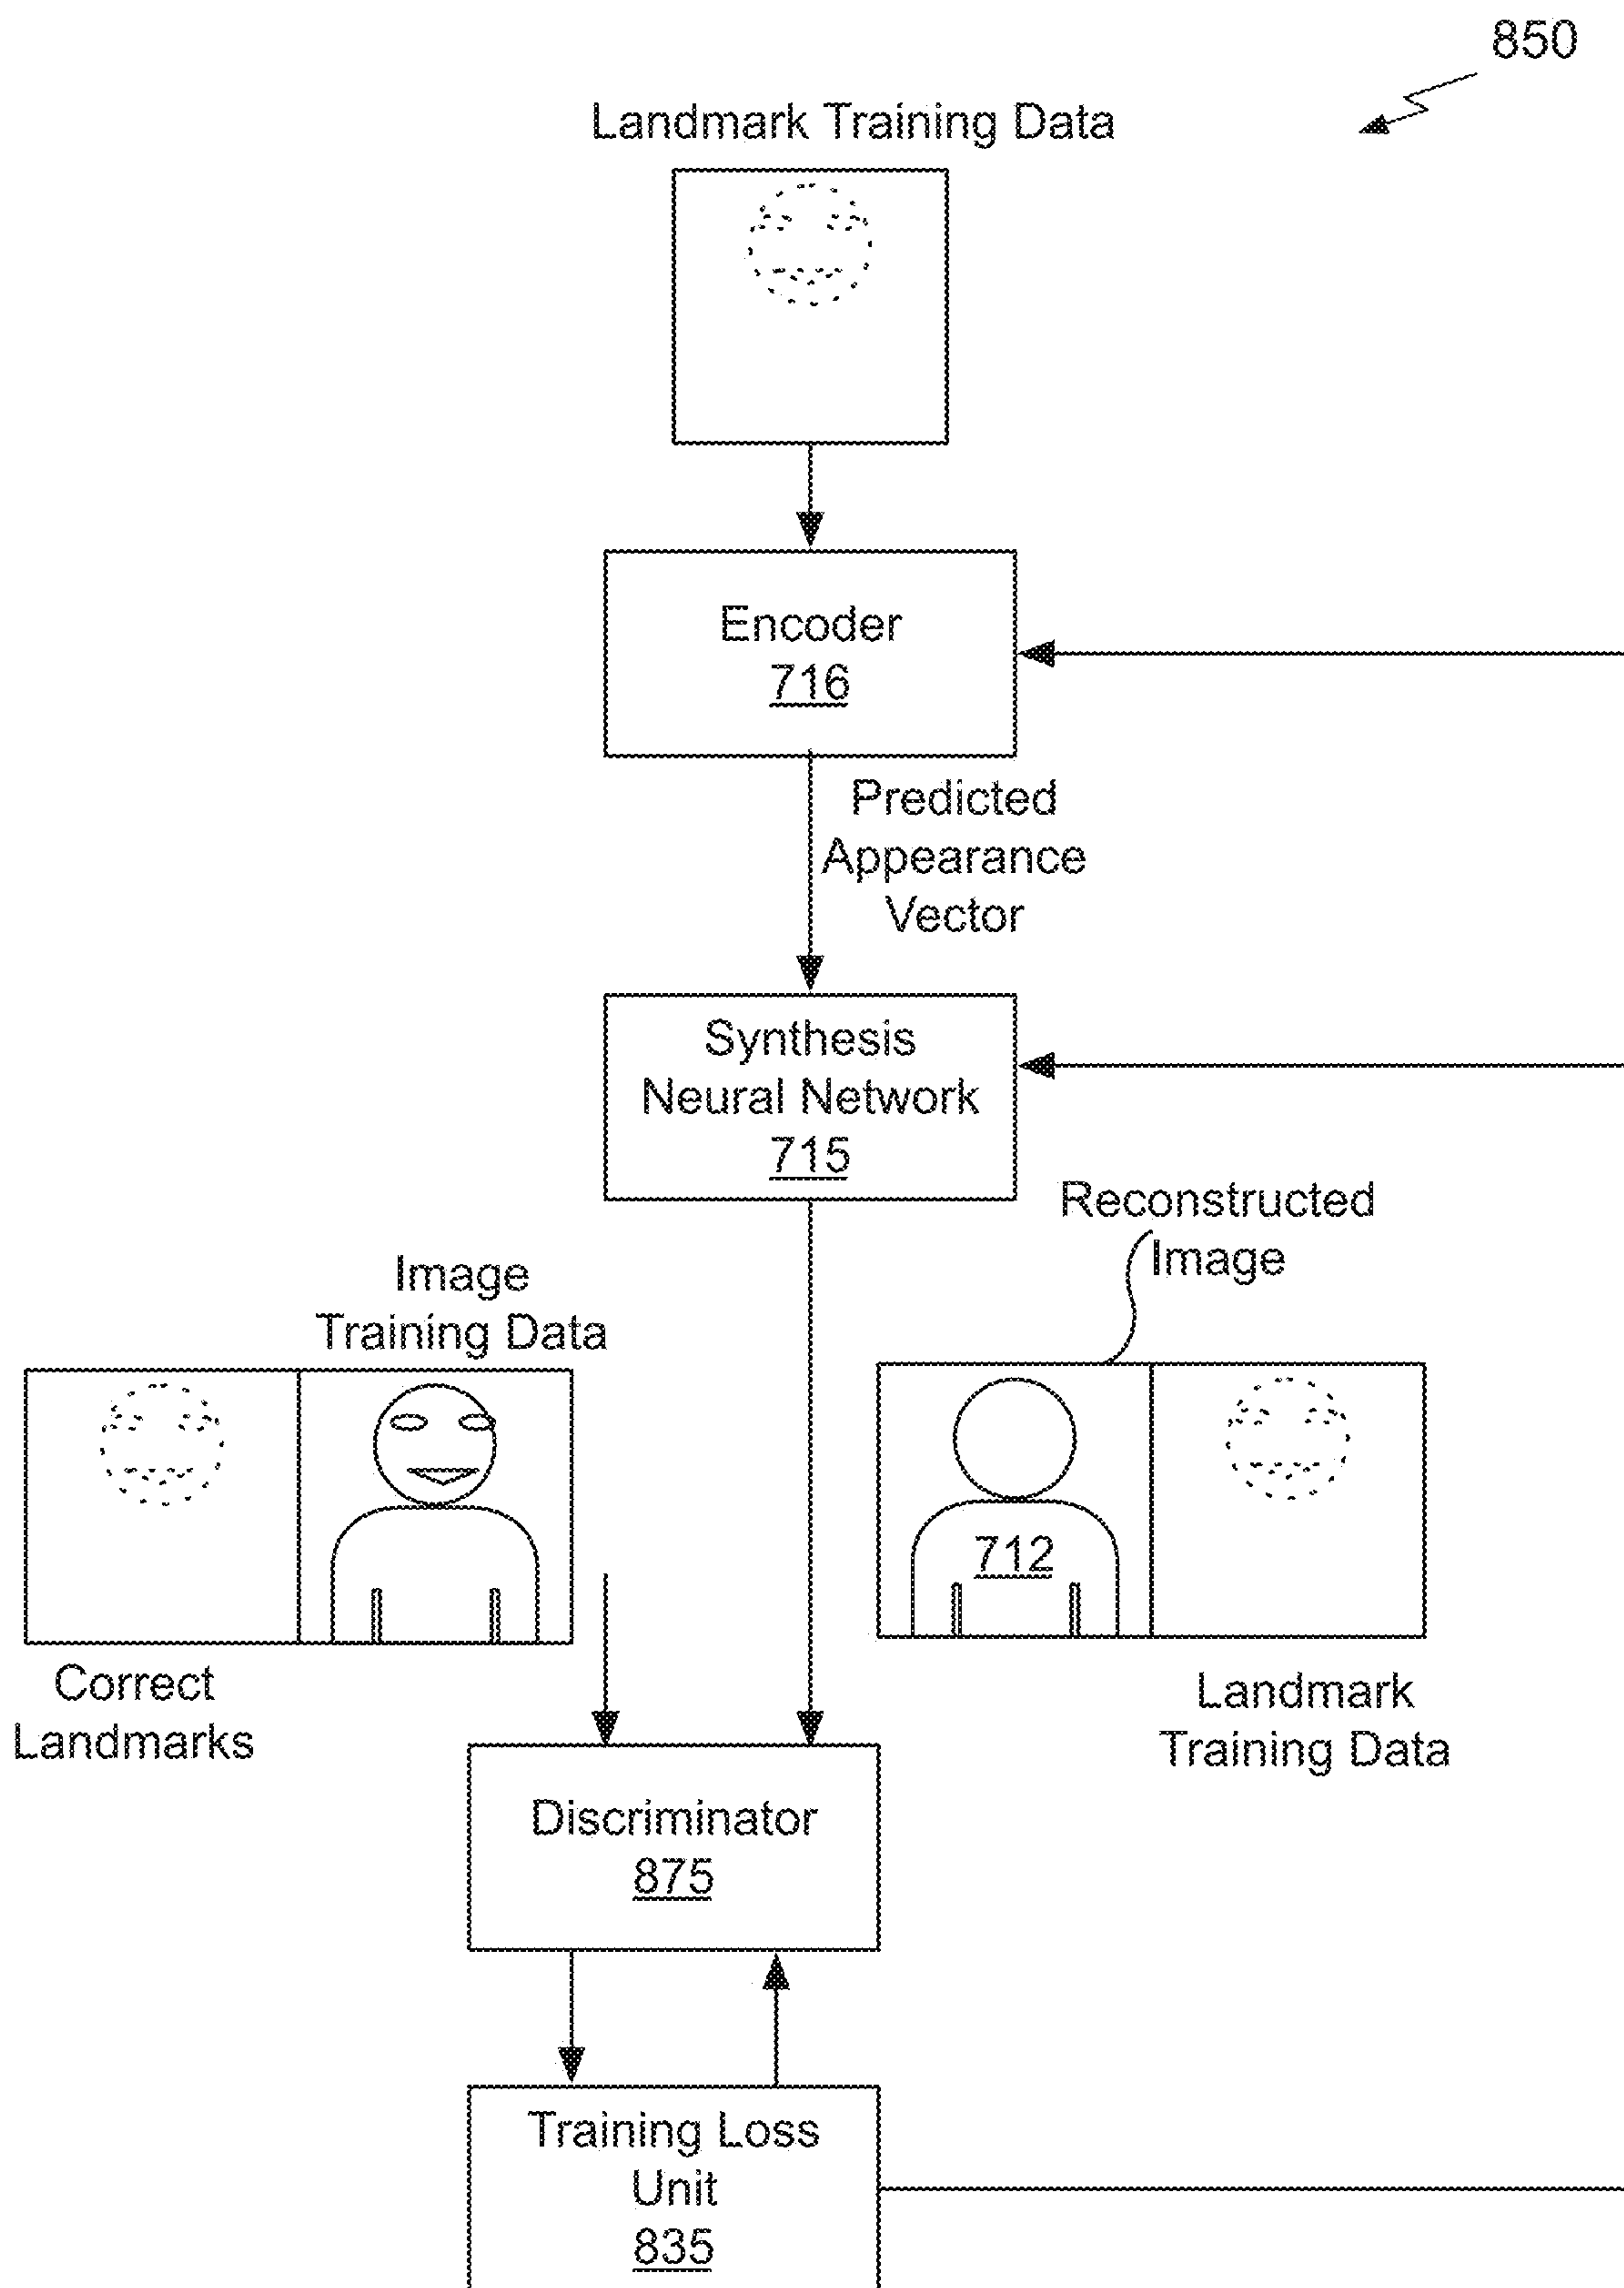 850
Landmark Training Data
Encoder
716
Predicted
Appearance
Vector
Synthesis
Neural Network
715
Reconstructed
Image
Image
Training Data
712
Correct
Landmarks
Landmark
Training Data
Discriminator
875
Training Loss
Unit
835